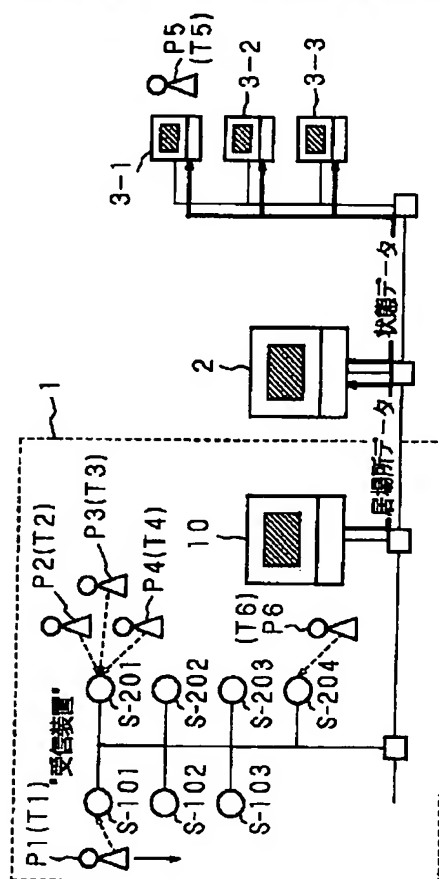 1
P1(T1)
"受信装置"
P2(T2)
P3(T3)
P4(T4)
S-101
S-201
S-102
S-202
S-103
S-203
S-204
(T6)
P6
10
居場所データ
2
状態データ
3-1
P5
(T5)
3-2
3-3